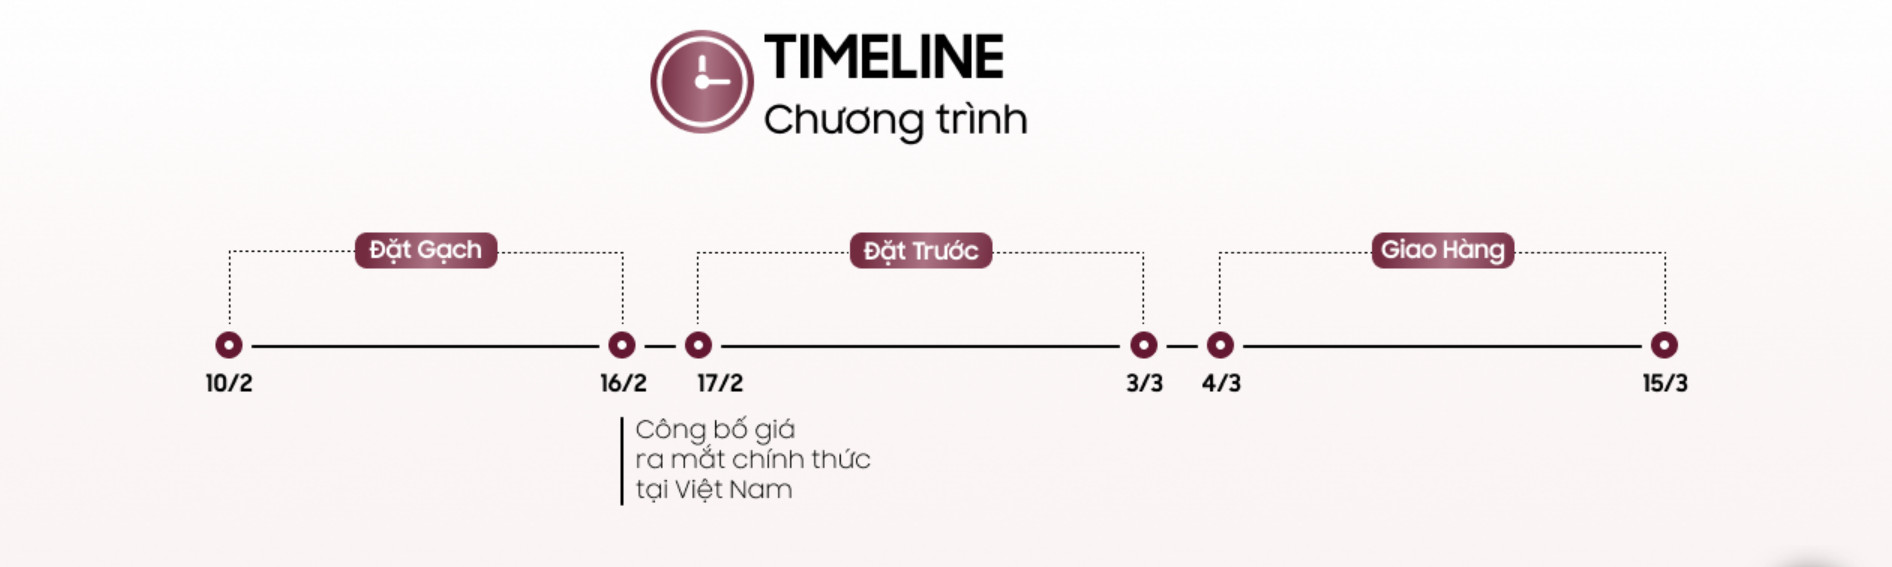 TIMELINE
Chương trình
Đặt Gạch
Đặt Trước
Giao Hàng
10/2
16/2
17/2
3/3
4/3
15/3
Công bố giá
ra mắt chính thức
tại Việt Nam